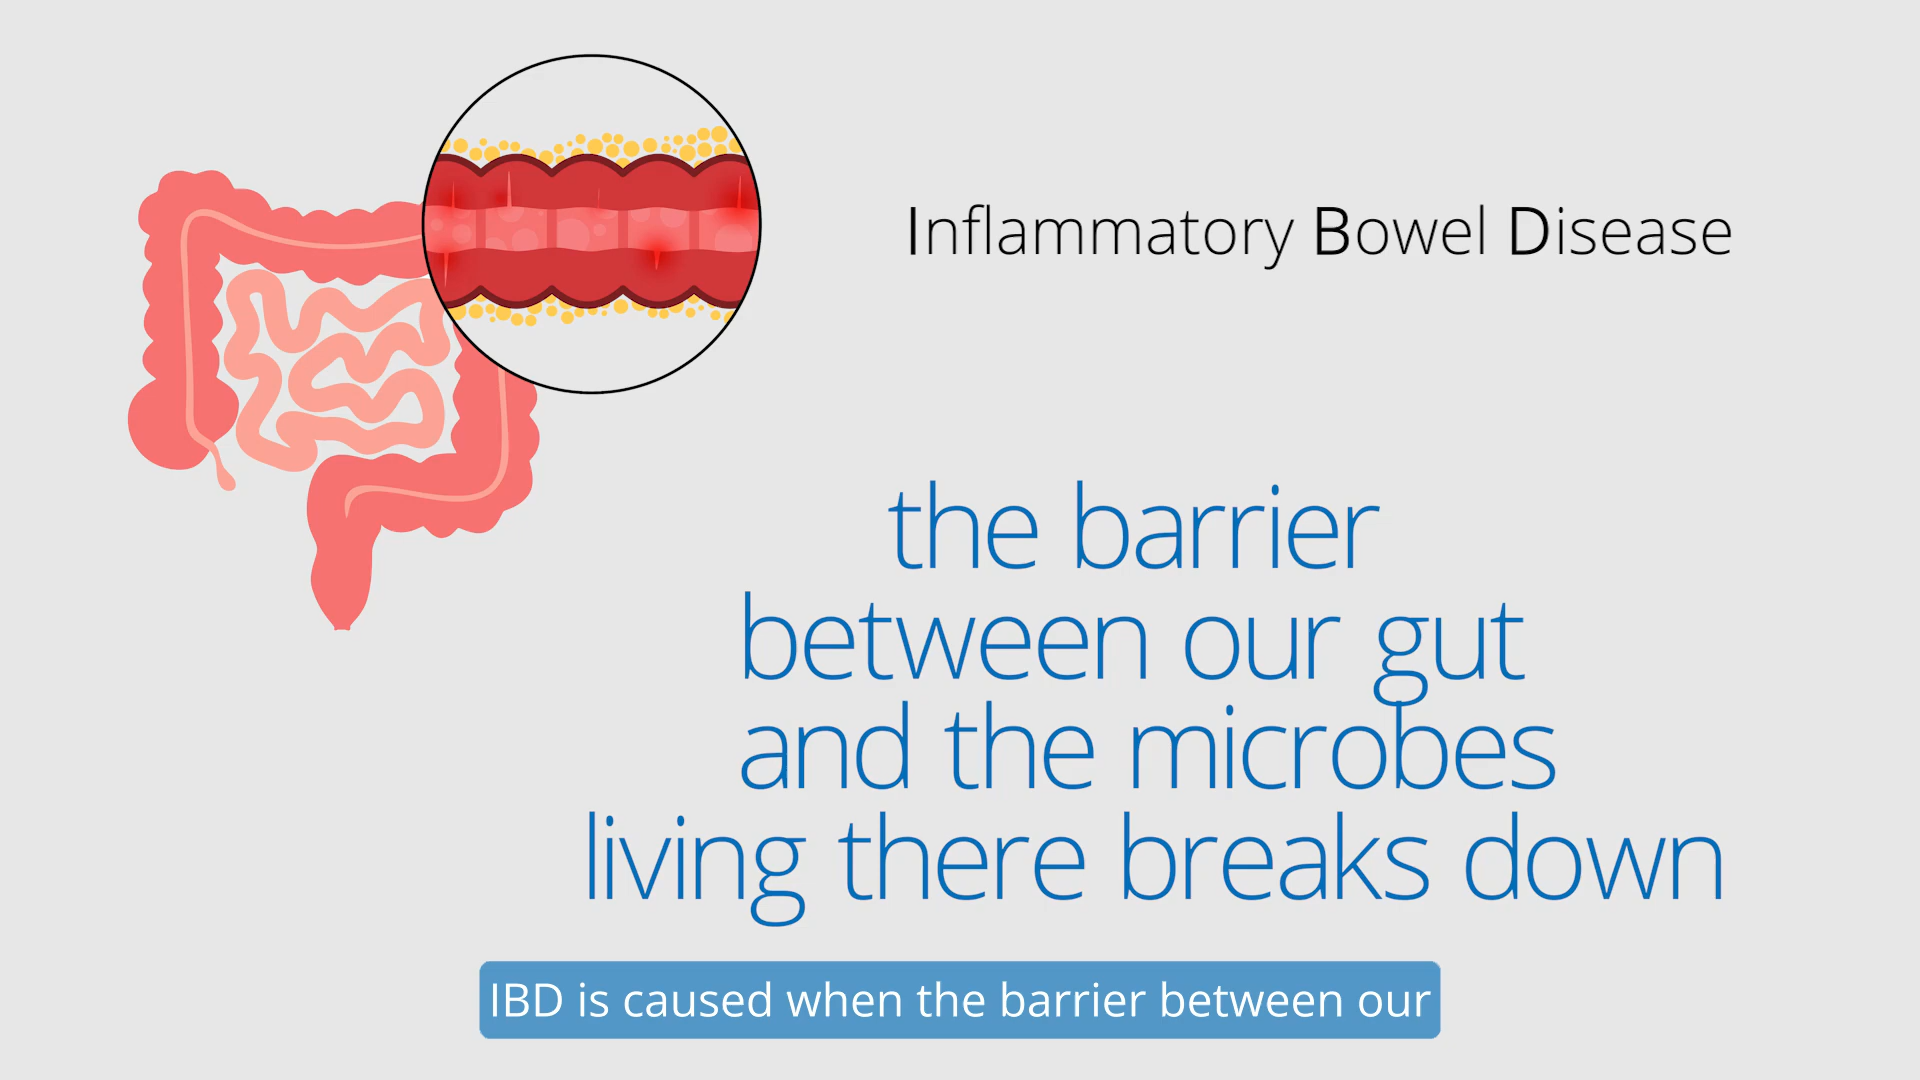 Inflammatory Bowel Disease
the barrier
between our gut
and the microbes
living there breaks down
IBD is caused when the barrier between our